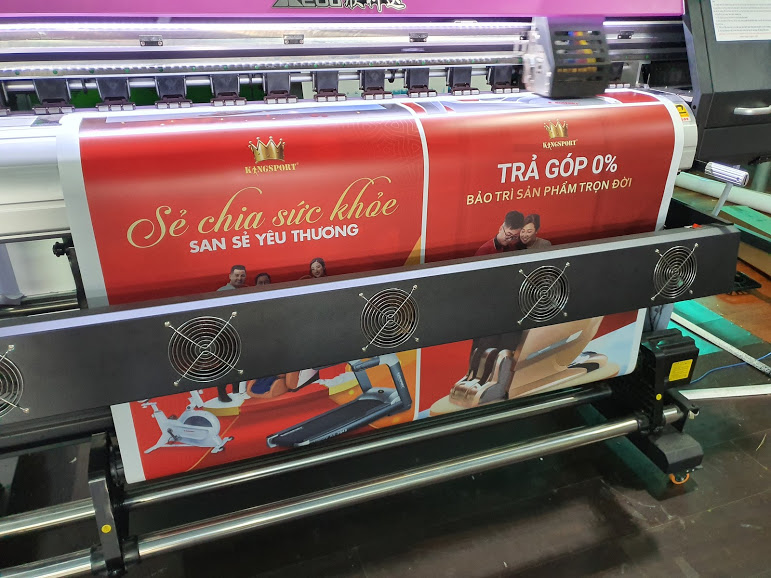 KINGSPORT
Sẻ chia sức khỏe
SAN SẺ YÊU THƯƠNG
KINGSPORT
TRẢ GÓP 0%
BẢO TRÌ SẢN PHẨM TRỌN ĐỜI